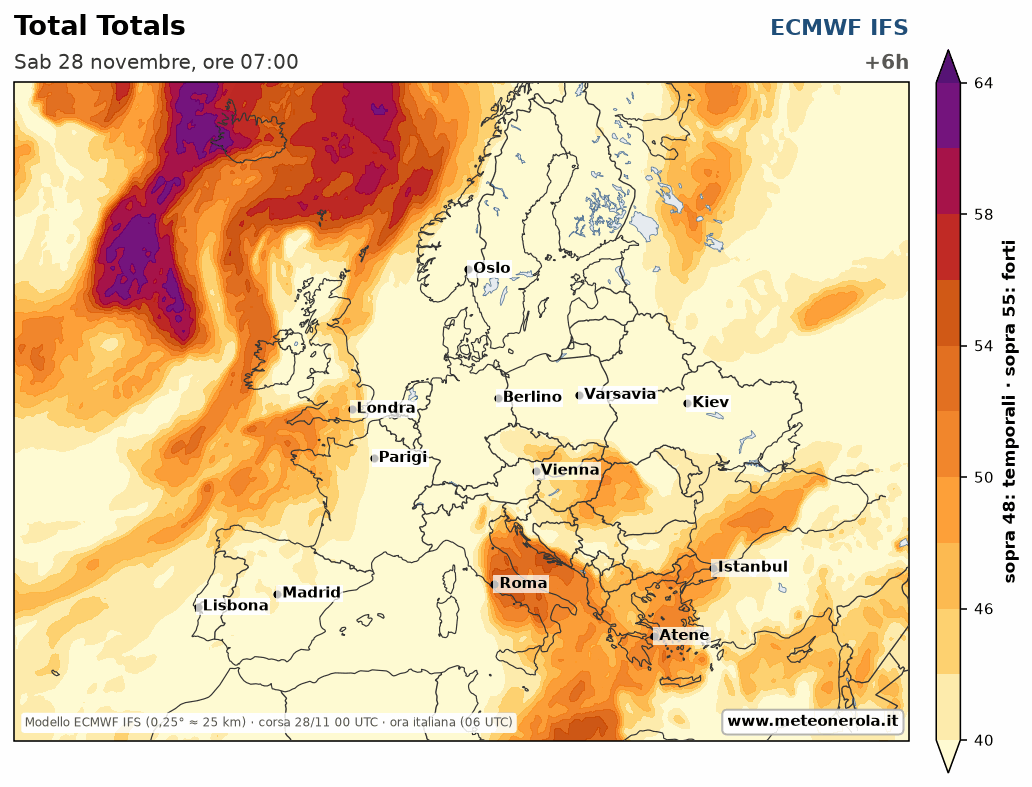 Total Totals
ECMWF IFS
Sab 28 novembre, ore 07:00
+6h
64
58
54
50
46
40
sopra 48: temporali · sopra 55: forti
Oslo
Berlino
Varsavia
Kiev
Londra
Parigi
Vienna
Istanbul
Roma
Madrid
Lisbona
Atene
Modello ECMWF IFS (0,25° ≈ 25 km) · corsa 28/11 00 UTC · ora italiana (06 UTC)
www.meteonerola.it